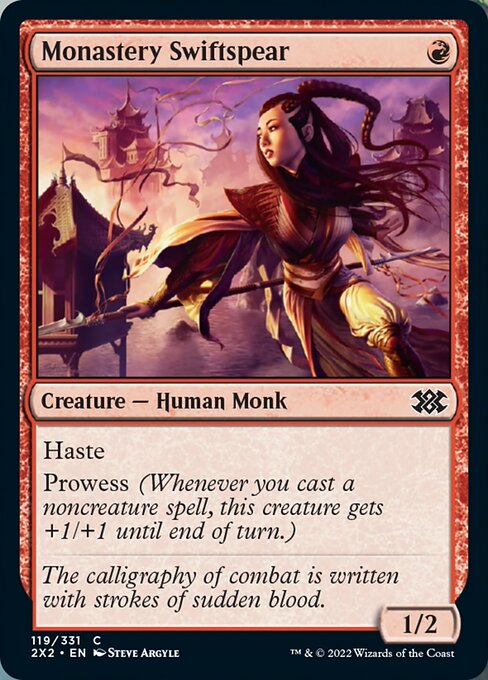 Monastery Swiftspear
Creature — Human Monk
Haste
Prowess (Whenever you cast a
noncreature spell, this creature gets
+1/+1 until end of turn.)
The calligraphy of combat is written
with strokes of sudden blood.
1/2
119/331 C
2X2 • EN Steve Argyle
™ & © 2022 Wizards of the Coast